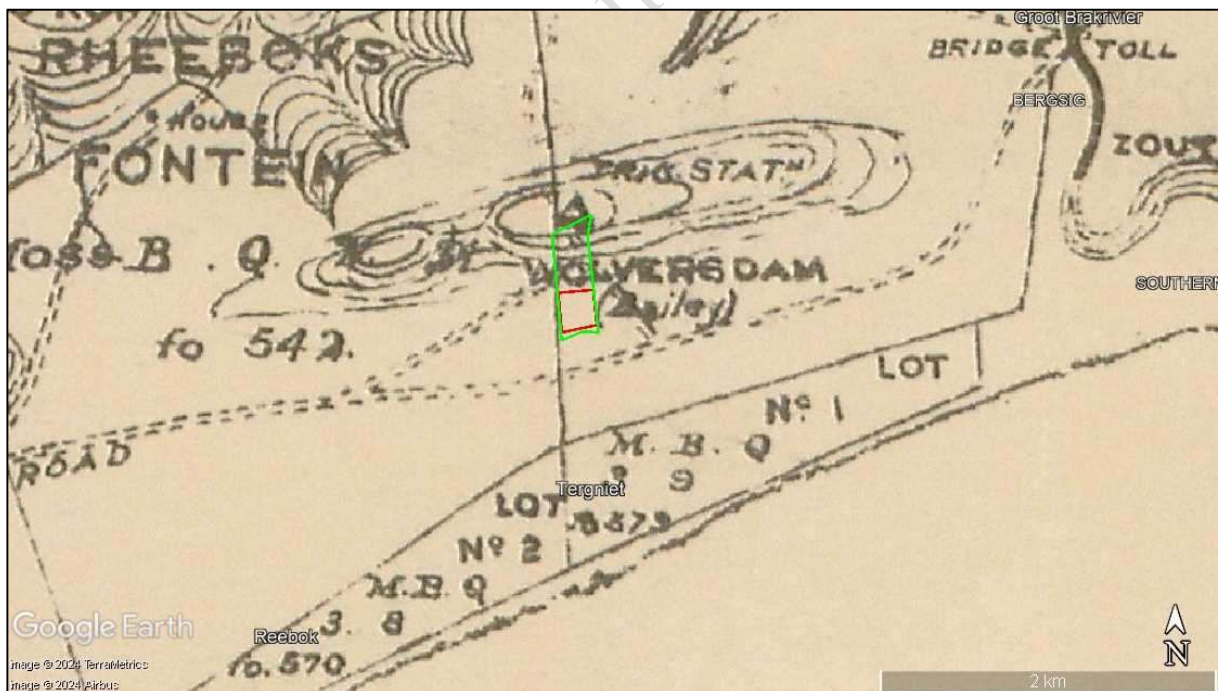 Groot Brakrivier
RHEEBOKS
BRIDGE TOLL
BERGSIG
HOUSE
FONTEIN
ZOUT
TRIG. STATN
Moss B. Q.
WOLVERSDAM
SOUTHERN
(Bailey)
fo 542.
LOT
No. 1
ROAD
M. B. Q
9
Tergniet
LOT
8573
No 2
M.B.Q
3. 8
Google Earth
Reebok
fo. 570
N
Image © 2024 TerraMetrics
Image © 2024 Airbus
2 km